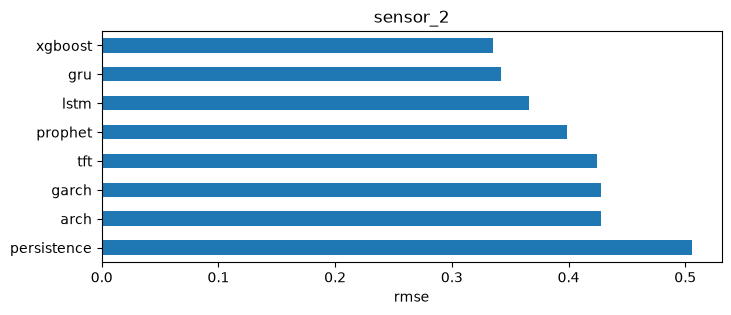 sensor_2
xgboost
gru
lstm
prophet
tft
garch
arch
persistence
0.0 0.1 0.2 0.3 0.4 0.5
rmse